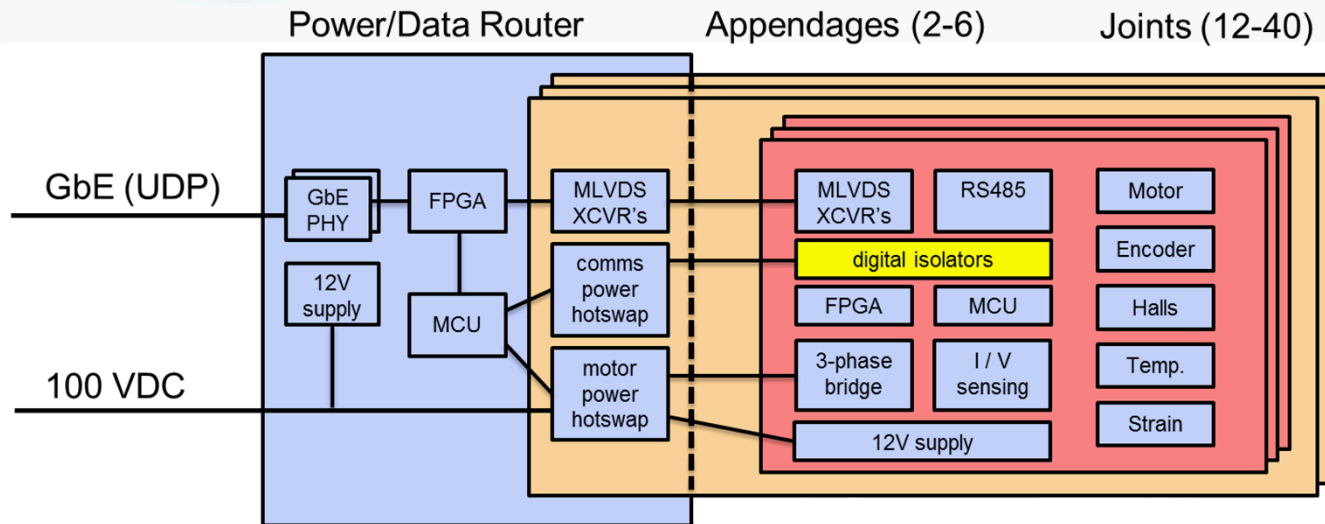 Power/Data Router
Appendages (2-6)
Joints (12-40)
GbE (UDP)
GbE
PHY
FPGA
MLVDS
XCVR's
MLVDS
XCVR's
RS485
Motor
comms
power
hotswap
digital isolators
Encoder
12V
supply
MCU
FPGA
MCU
Halls
100 VDC
motor
power
hotswap
3-phase
bridge
I / V
sensing
Temp.
12V supply
Strain